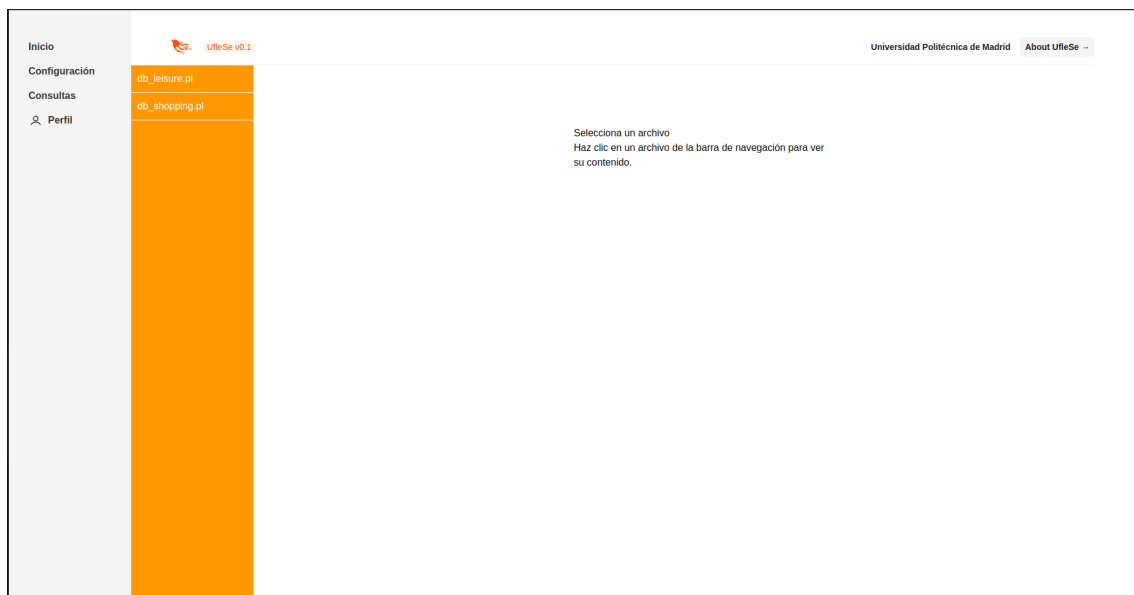 Inicio
Configuración
Consultas
Perfil
UfleSe v0.1
Universidad Politécnica de Madrid
About UfleSe →
db_leisure.pl
db_shopping.pl
Selecciona un archivo
Haz clic en un archivo de la barra de navegación para ver
su contenido.